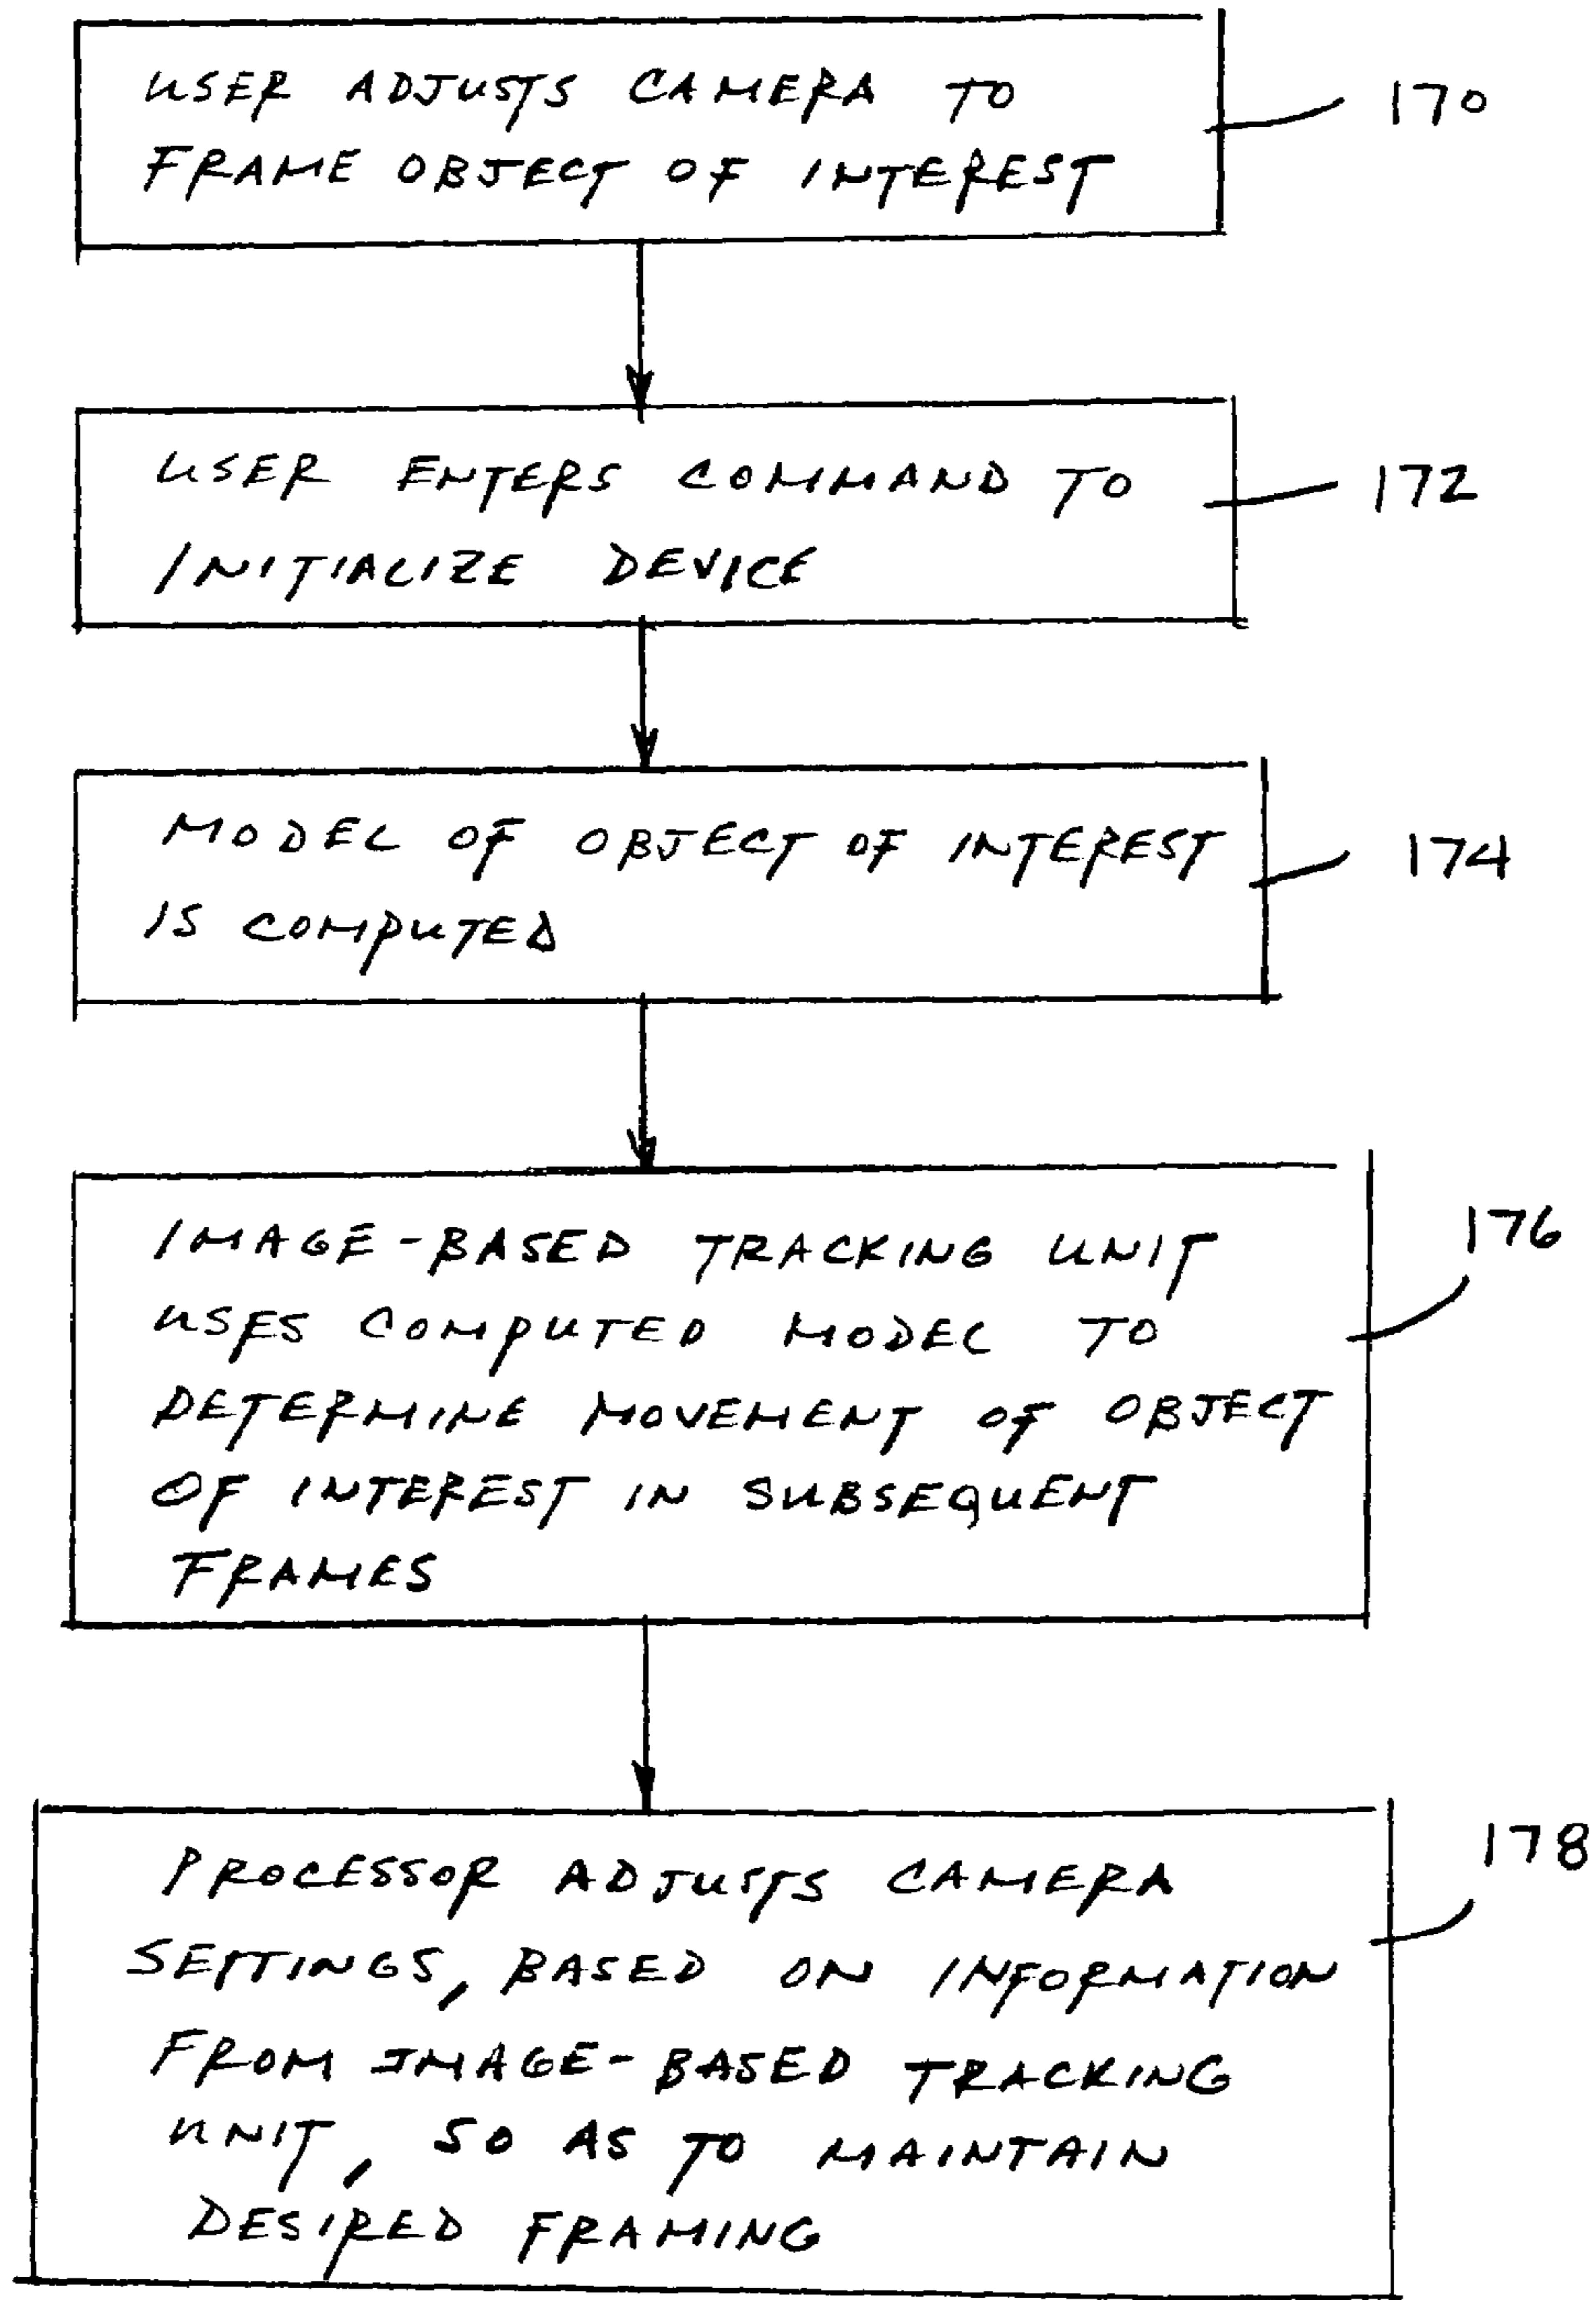 USER ADJUSTS CAMERA TO
FRAME OBJECT OF INTEREST
170
USER ENTERS COMMAND TO
INITIALIZE DEVICE
172
MODEL OF OBJECT OF INTEREST
IS COMPUTED
174
IMAGE-BASED TRACKING UNIT
USES COMPUTED MODEL TO
DETERMINE MOVEMENT OF OBJECT
OF INTEREST IN SUBSEQUENT
FRAMES
176
PROCESSOR ADJUSTS CAMERA
SETTINGS, BASED ON INFORMATION
FROM IMAGE-BASED TRACKING
UNIT, SO AS TO MAINTAIN
DESIRED FRAMING
178